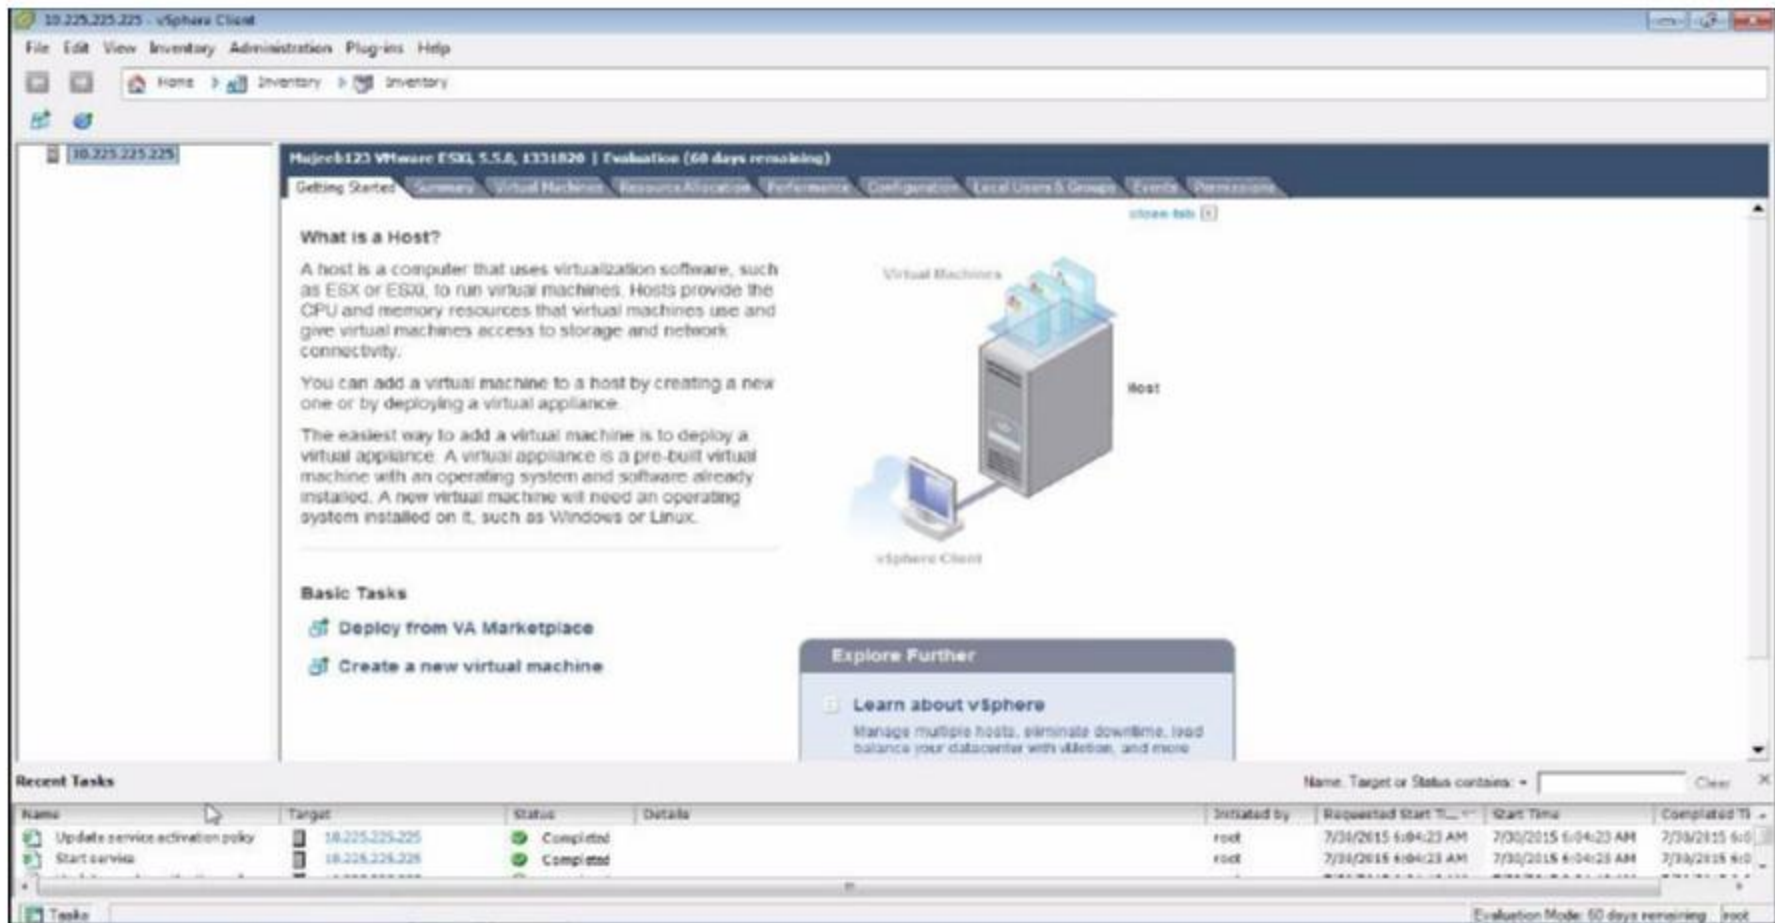 10.225.225.225 - vSphere Client
File Edit View Inventory Administration Plug-ins Help
Home Inventory Inventory
10.225.225.225
Mujeeb123 VMware ESXi, 5.5.0, 1331820 | Evaluation (60 days remaining)
Getting Started Summary Virtual Machines Resource Allocation Performance Configuration Local Users & Groups Events Permissions
close tab
What is a Host?
A host is a computer that uses virtualization software, such
as ESX or ESXi, to run virtual machines. Hosts provide the
CPU and memory resources that virtual machines use and
give virtual machines access to storage and network
connectivity.
You can add a virtual machine to a host by creating a new
one or by deploying a virtual appliance.
The easiest way to add a virtual machine is to deploy a
virtual appliance. A virtual appliance is a pre-built virtual
machine with an operating system and software already
installed. A new virtual machine will need an operating
system installed on it, such as Windows or Linux.
Virtual Machines
Host
vSphere Client
Basic Tasks
Deploy from VA Marketplace
Create a new virtual machine
Explore Further
Learn about vSphere
Manage multiple hosts, eliminate downtime, load
balance your datacenter with vMotion, and more
Recent Tasks
Name, Target or Status contains: Clear
Name Target Status Details Initiated by Requested Start Ti... Start Time Completed Ti
Update service activation policy 10.225.225.225 Completed root 7/30/2015 6:04:23 AM 7/30/2015 6:04:23 AM 7/30/2015 6:0
Start service 10.225.225.225 Completed root 7/30/2015 6:04:23 AM 7/30/2015 6:04:23 AM 7/30/2015 6:0
Tasks
Evaluation Mode: 60 days remaining root